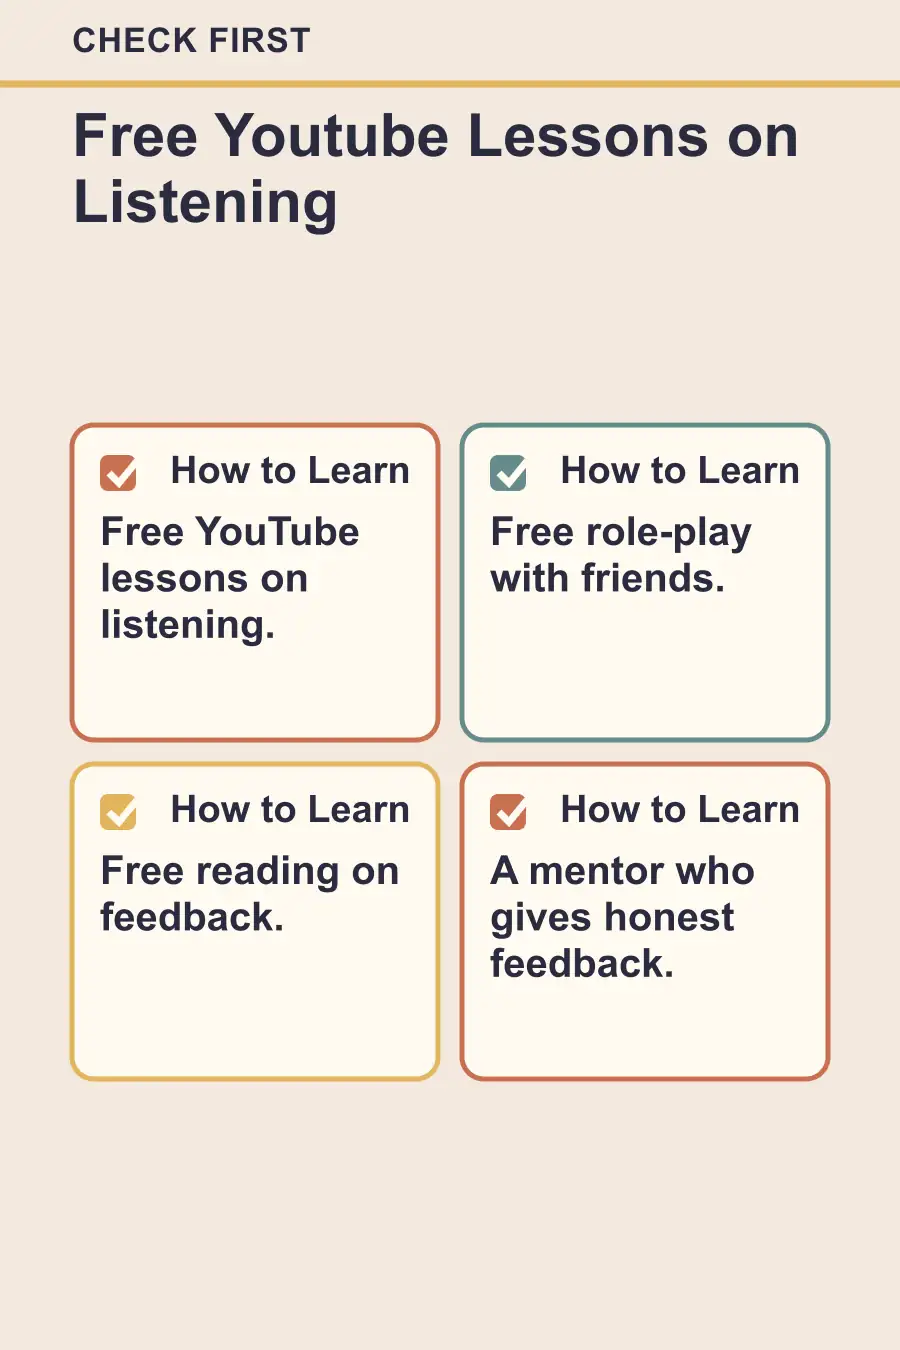 CHECK FIRST
Free Youtube Lessons on
Listening
How to Learn
Free YouTube
lessons on
listening.
How to Learn
Free role-play
with friends.
How to Learn
Free reading on
feedback.
How to Learn
A mentor who
gives honest
feedback.